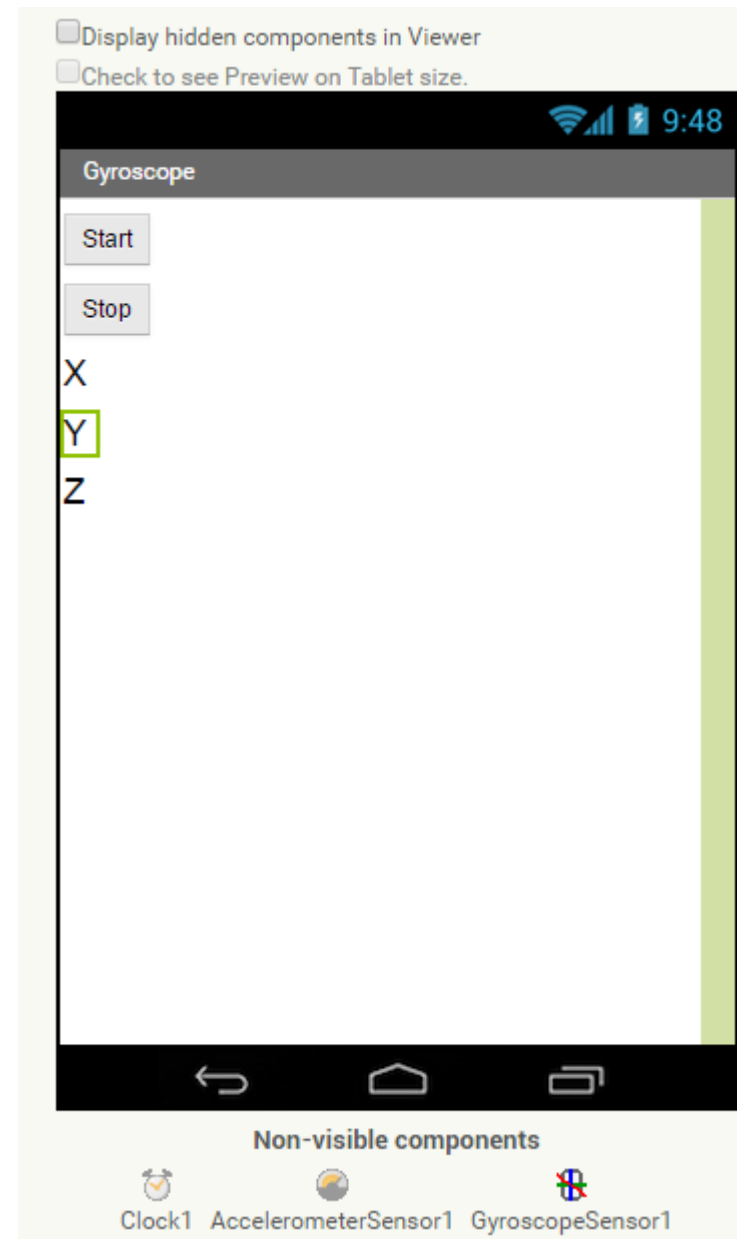 Display hidden components in Viewer
Check to see Preview on Tablet size.
9:48
Gyroscope
Start
Stop
X
Y
Z
Non-visible components
Clock1 AccelerometerSensor1 GyroscopeSensor1